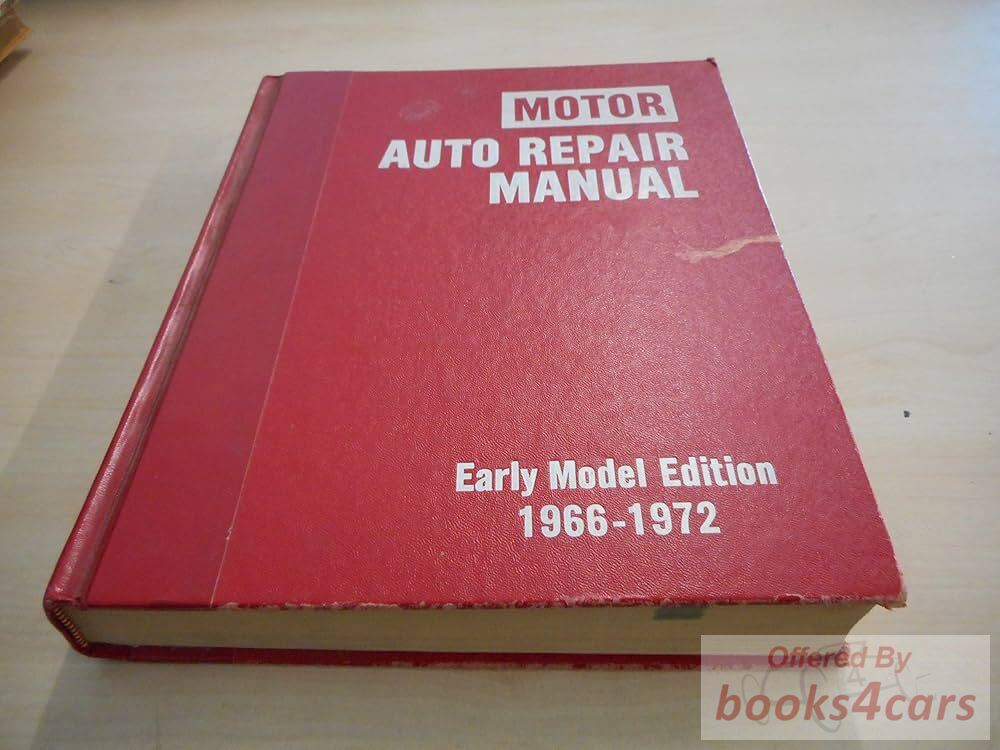 MOTOR
AUTO REPAIR
MANUAL
Early Model Edition
1966-1972
Offered By
books4cars